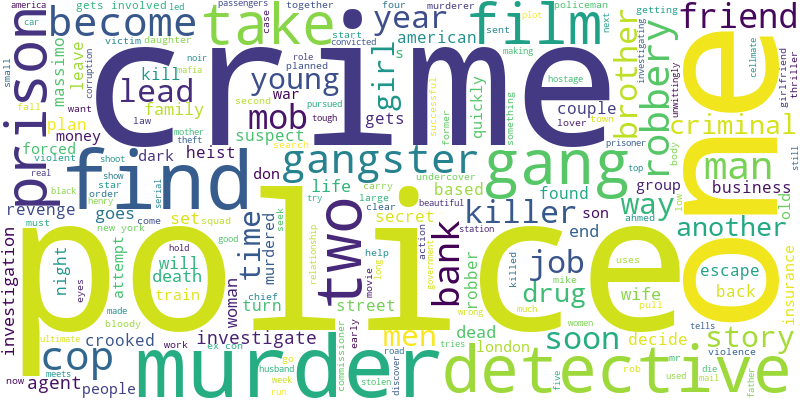 america
passengers
car
led
gets involved
together
four
murderer
policeman
next
small
massimo
become
victim
daughter
mafia
corruption
noir
case
start
convicted
take
year
american
film
plot
sent
making
getting
friend
prison
crime
one
leave
kill
lead
young
role
planned
s
girl
hostage
brother
investigating
robbery
unwittingly
cellmate
girlfriend
thriller
fall
want
family
mob
war
gets
second
pursued
quickly
successful
couple
lover
town
plan
money
law
mother
theft
tough
former
something
criminal
forced
violent
suspect
search
prisoner
body
real
shoot
find
dark
heist
don
gangster
gang
top
low
man
still
black
show
star
order
serial
henry
life
try
based
carry
large
undercover
beautiful
found
group
business
revenge
must
goes
come
set
squad
seek
clear
secret
killer
station
son
end
ahmed
way
another
old
new york
police
investigation
night
eyes
attempt
will
death
train
hold
good
time
murdered
robber
relationship
help
movie
long
action
government
two
bank
job
mike
drug
uses
wife
escape
back
insurance
made
bloody
chief
woman
turn
street
early
killed
wrong
much
women
pull
ultimate
cop
crooked
work
investigate
men
dead
london
decide
tells
story
violence
now
meets
agent
people
murder
ex con
husband
week
run
go
stolen
commissioner
road
discover
tries
soon
five
detective
rob
mr
used
die
mail
father